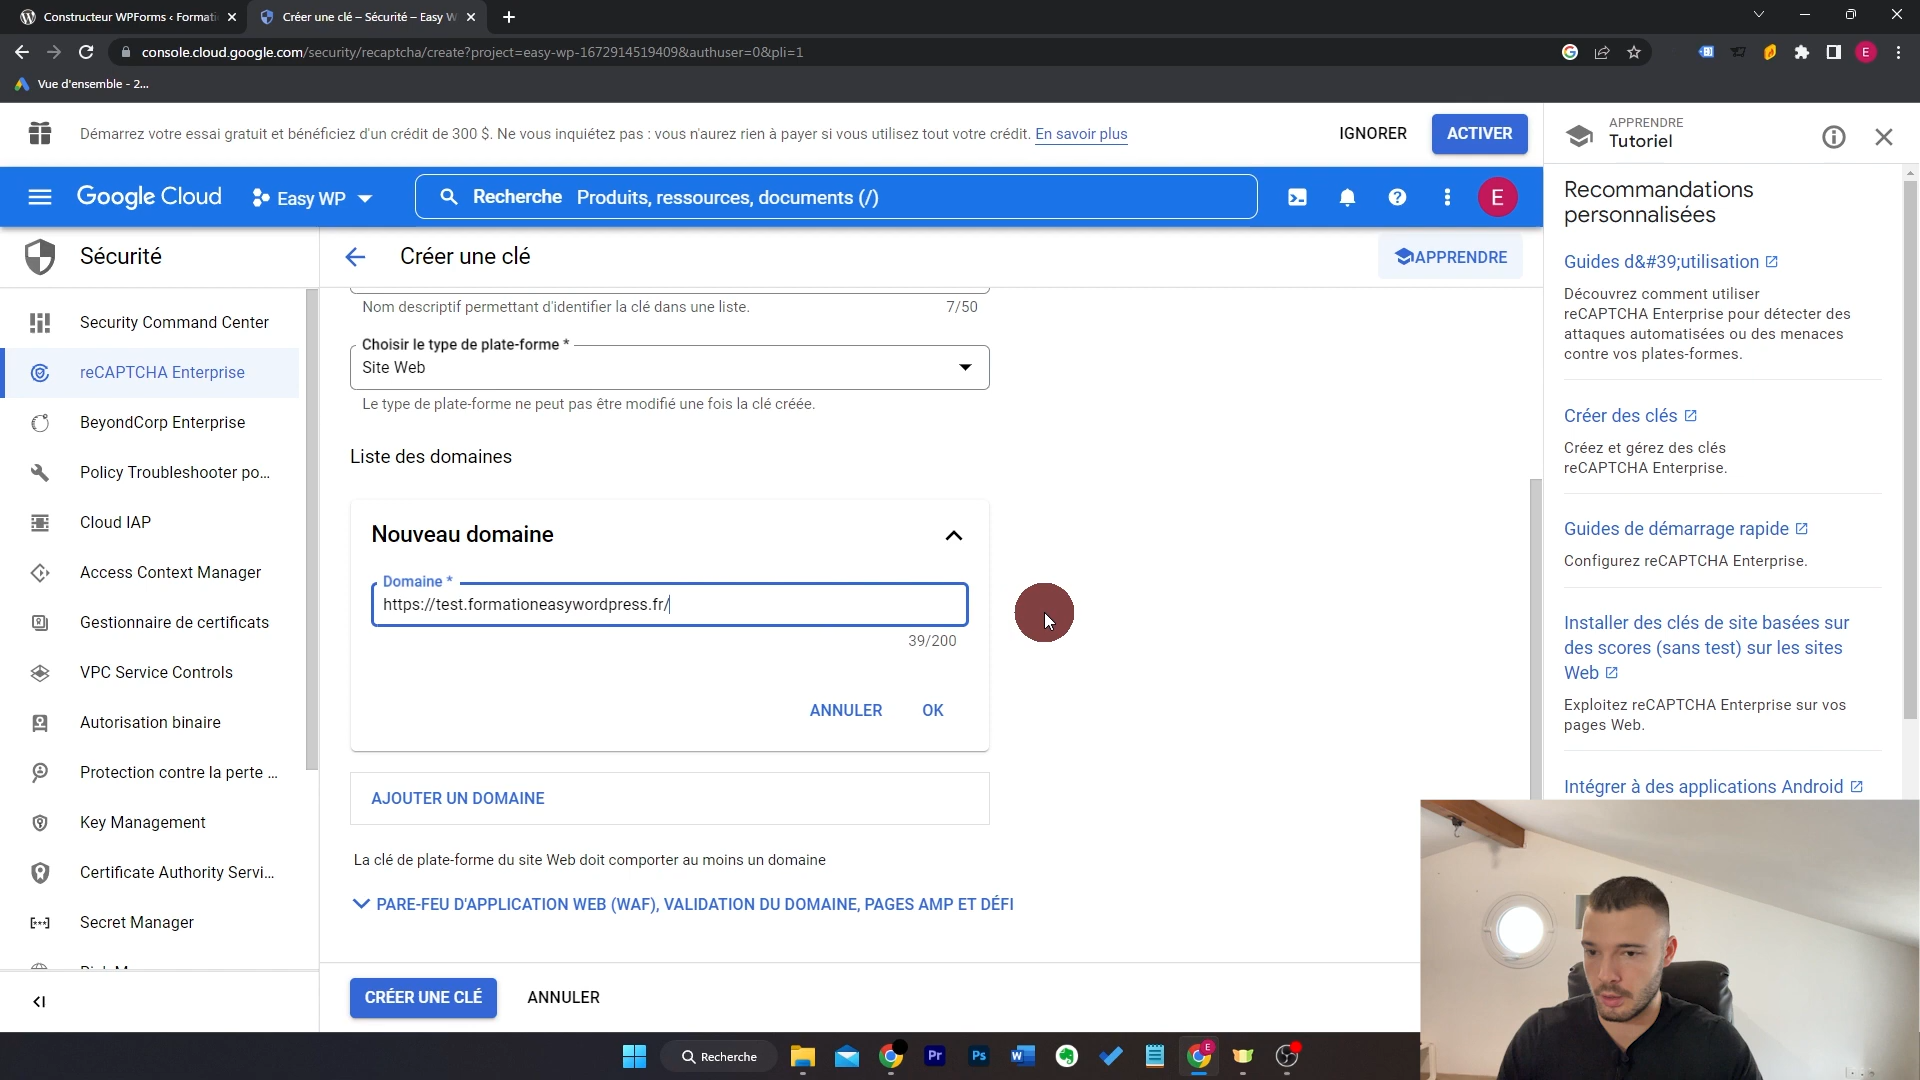 Constructeur WPForms ‹ Formati
Créer une clé – Sécurité – Easy W
console.cloud.google.com/security/recaptcha/create?project=easy-wp-1672914519409&authuser=0&pli=1
E
Vue d'ensemble - 2...
Démarrez votre essai gratuit et bénéficiez d'un crédit de 300 $. Ne vous inquiétez pas : vous n'aurez rien à payer si vous utilisez tout votre crédit. En savoir plus
IGNORER
ACTIVER
APPRENDRE
Tutoriel
Google Cloud
Easy WP
Recherche Produits, ressources, documents (/)
E
Sécurité
Créer une clé
APPRENDRE
Security Command Center
reCAPTCHA Enterprise
BeyondCorp Enterprise
Policy Troubleshooter po...
Cloud IAP
Access Context Manager
Gestionnaire de certificats
VPC Service Controls
Autorisation binaire
Protection contre la perte ...
Key Management
Certificate Authority Servi...
Secret Manager
Nom descriptif permettant d'identifier la clé dans une liste.
7/50
Choisir le type de plate-forme *
Site Web
Le type de plate-forme ne peut pas être modifié une fois la clé créée.
Liste des domaines
Nouveau domaine
Domaine *
https://test.formationeasywordpress.fr/
39/200
ANNULER
OK
AJOUTER UN DOMAINE
La clé de plate-forme du site Web doit comporter au moins un domaine
PARE-FEU D'APPLICATION WEB (WAF), VALIDATION DU DOMAINE, PAGES AMP ET DÉFI
CRÉER UNE CLÉ
ANNULER
Recommandations
personnalisées
Guides d&#39;utilisation
Découvrez comment utiliser
reCAPTCHA Enterprise pour détecter des
attaques automatisées ou des menaces
contre vos plates-formes.
Créer des clés
Créez et gérez des clés
reCAPTCHA Enterprise.
Guides de démarrage rapide
Configurez reCAPTCHA Enterprise.
Installer des clés de site basées sur
des scores (sans test) sur les sites
Web
Exploitez reCAPTCHA Enterprise sur vos
pages Web.
Intégrer à des applications Android
Recherche
Pr
Ps
W
E